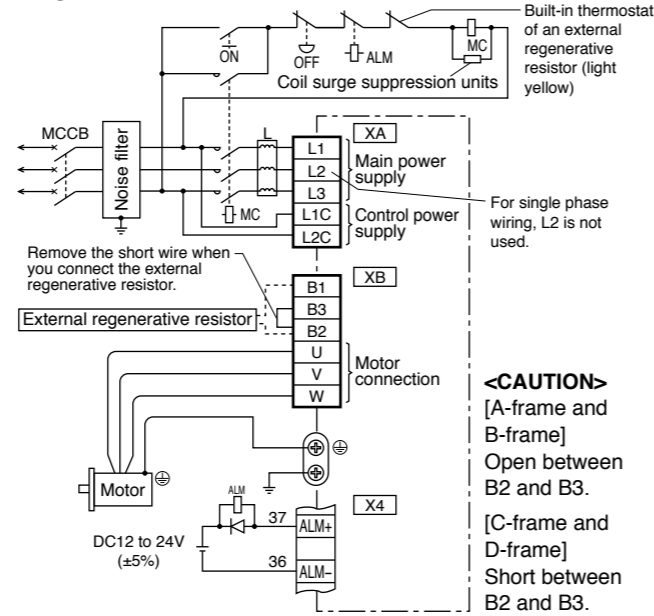 Built-in thermostat
of an external
regenerative
resistor (light
yellow)
ON
OFF
ALM
MC
Coil surge suppression units
MCCB
Noise filter
L
MC
XA
L1
L2
L3
L1C
L2C
Main power
supply
Control power
supply
For single phase
wiring, L2 is not
used.
Remove the short wire when
you connect the external
regenerative resistor.
External regenerative resistor
XB
B1
B3
B2
U
V
W
Motor
connection
Motor
ALM
DC12 to 24V
(±5%)
37
36
X4
ALM+
ALM−
<CAUTION>
[A-frame and
B-frame]
Open between
B2 and B3.
[C-frame and
D-frame]
Short between
B2 and B3.